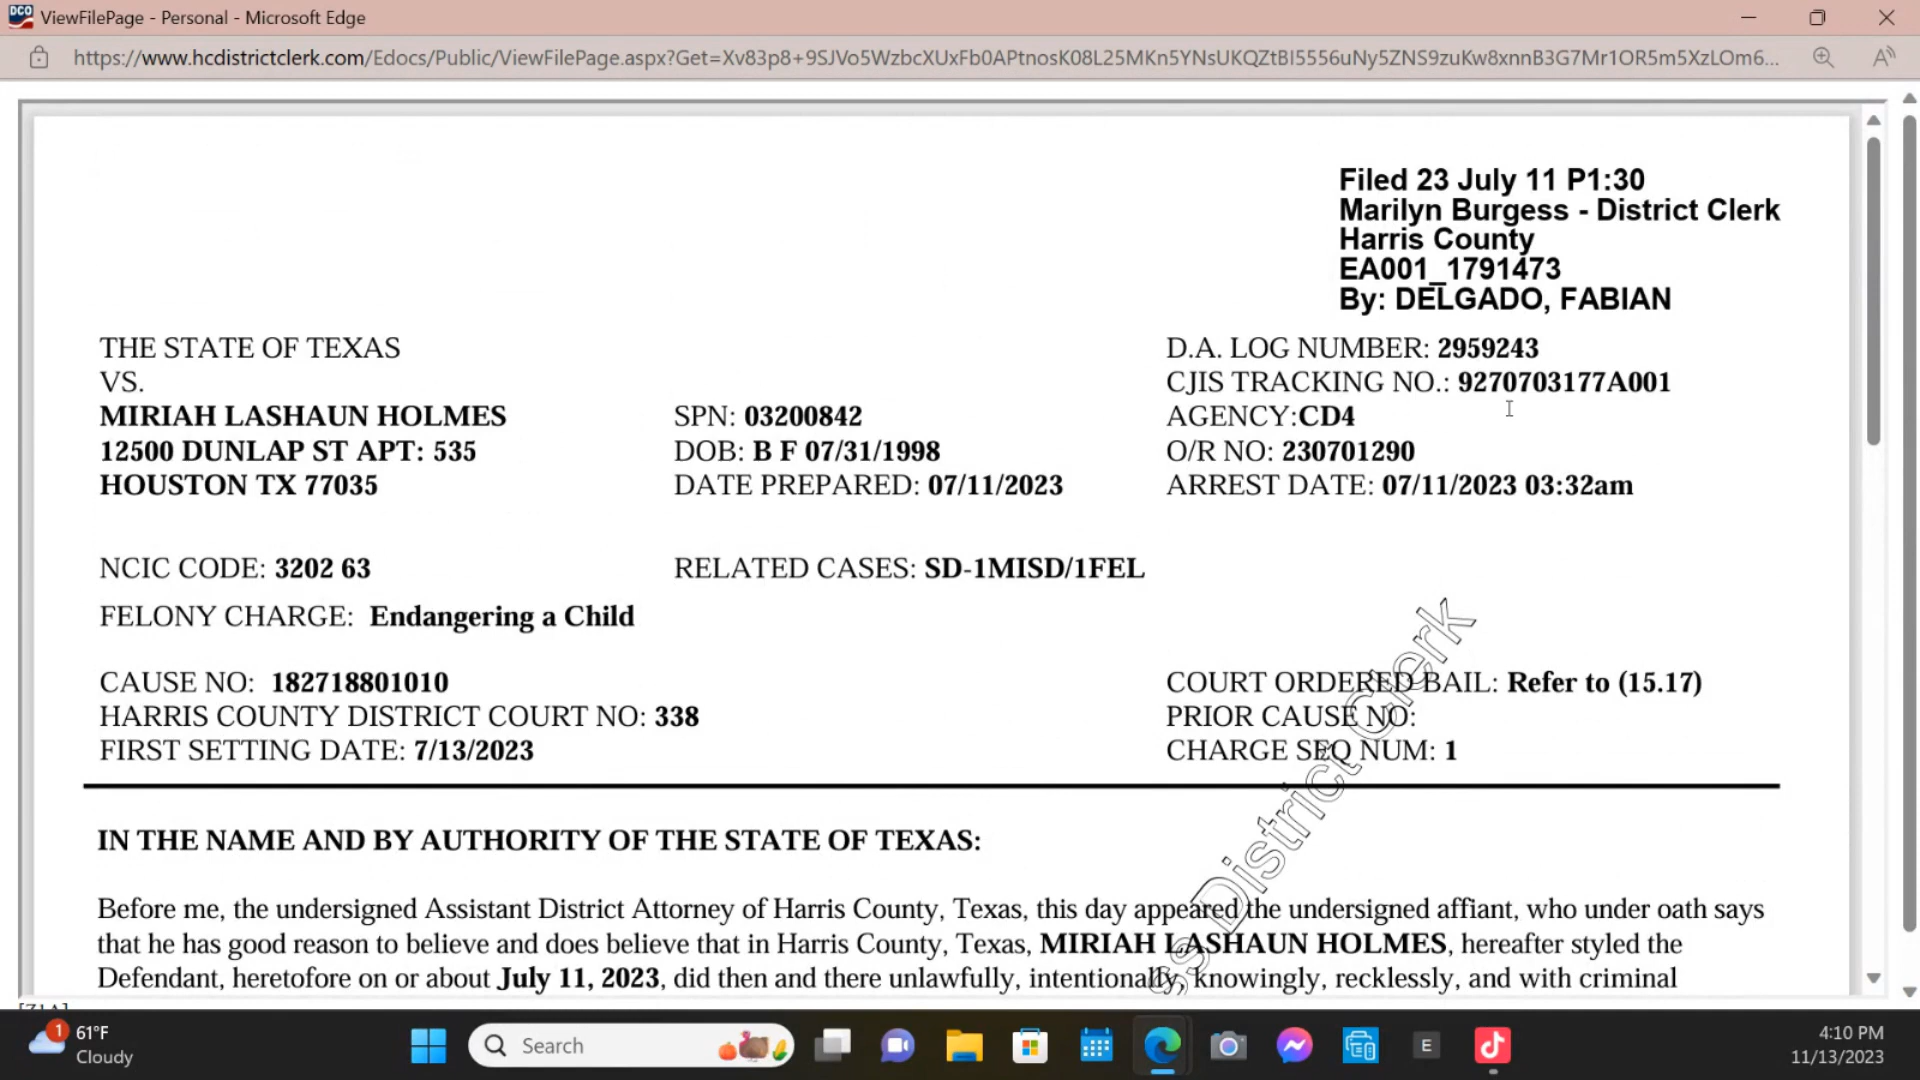 ViewFilePage - Personal - Microsoft Edge
https://www.hcdistrictclerk.com/Edocs/Public/ViewFilePage.aspx?Get=Xv83p8+9SJVo5WzbcXUxFb0APtnosK08L25MKn5YNsUKQZtBI5556uNy5ZNS9zuKw8xnnB3G7Mr1OR5m5XzLOm6...
Filed 23 July 11 P1:30
Marilyn Burgess - District Clerk
Harris County
EA001_1791473
By: DELGADO, FABIAN
THE STATE OF TEXAS
D.A. LOG NUMBER: 2959243
VS.
CJIS TRACKING NO.: 9270703177A001
MIRIAH LASHAUN HOLMES
SPN: 03200842
AGENCY:CD4
12500 DUNLAP ST APT: 535
DOB: B F 07/31/1998
O/R NO: 230701290
HOUSTON TX 77035
DATE PREPARED: 07/11/2023
ARREST DATE: 07/11/2023 03:32am
NCIC CODE: 3202 63
RELATED CASES: SD-1MISD/1FEL
FELONY CHARGE: Endangering a Child
CAUSE NO: 182718801010
COURT ORDERED BAIL: Refer to (15.17)
HARRIS COUNTY DISTRICT COURT NO: 338
PRIOR CAUSE NO:
FIRST SETTING DATE: 7/13/2023
CHARGE SEQ NUM: 1
ss District Clerk
IN THE NAME AND BY AUTHORITY OF THE STATE OF TEXAS:
Before me, the undersigned Assistant District Attorney of Harris County, Texas, this day appeared the undersigned affiant, who under oath says
that he has good reason to believe and does believe that in Harris County, Texas, MIRIAH LASHAUN HOLMES, hereafter styled the
Defendant, heretofore on or about July 11, 2023, did then and there unlawfully, intentionally, knowingly, recklessly, and with criminal
1
61°F
Cloudy
Search
E
4:10 PM
11/13/2023